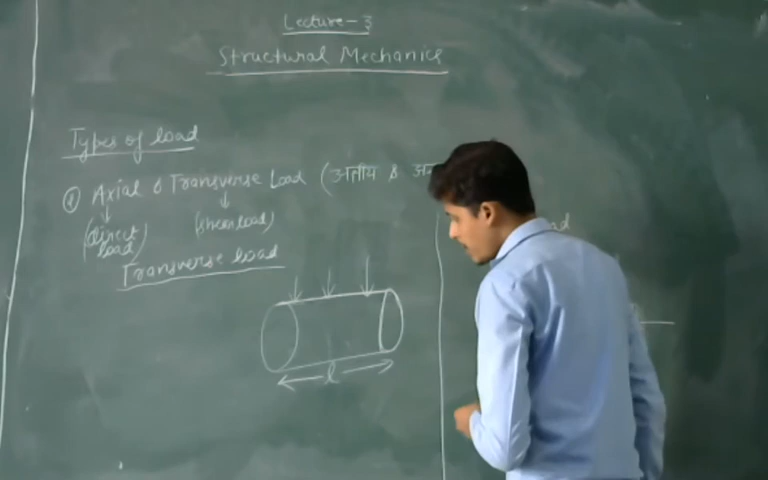 Lecture-3
Structural Mechanics
Types of load
① Axial & Transverse Load (अक्षीय &
(direct load)
(shear load)
Transverse load
l